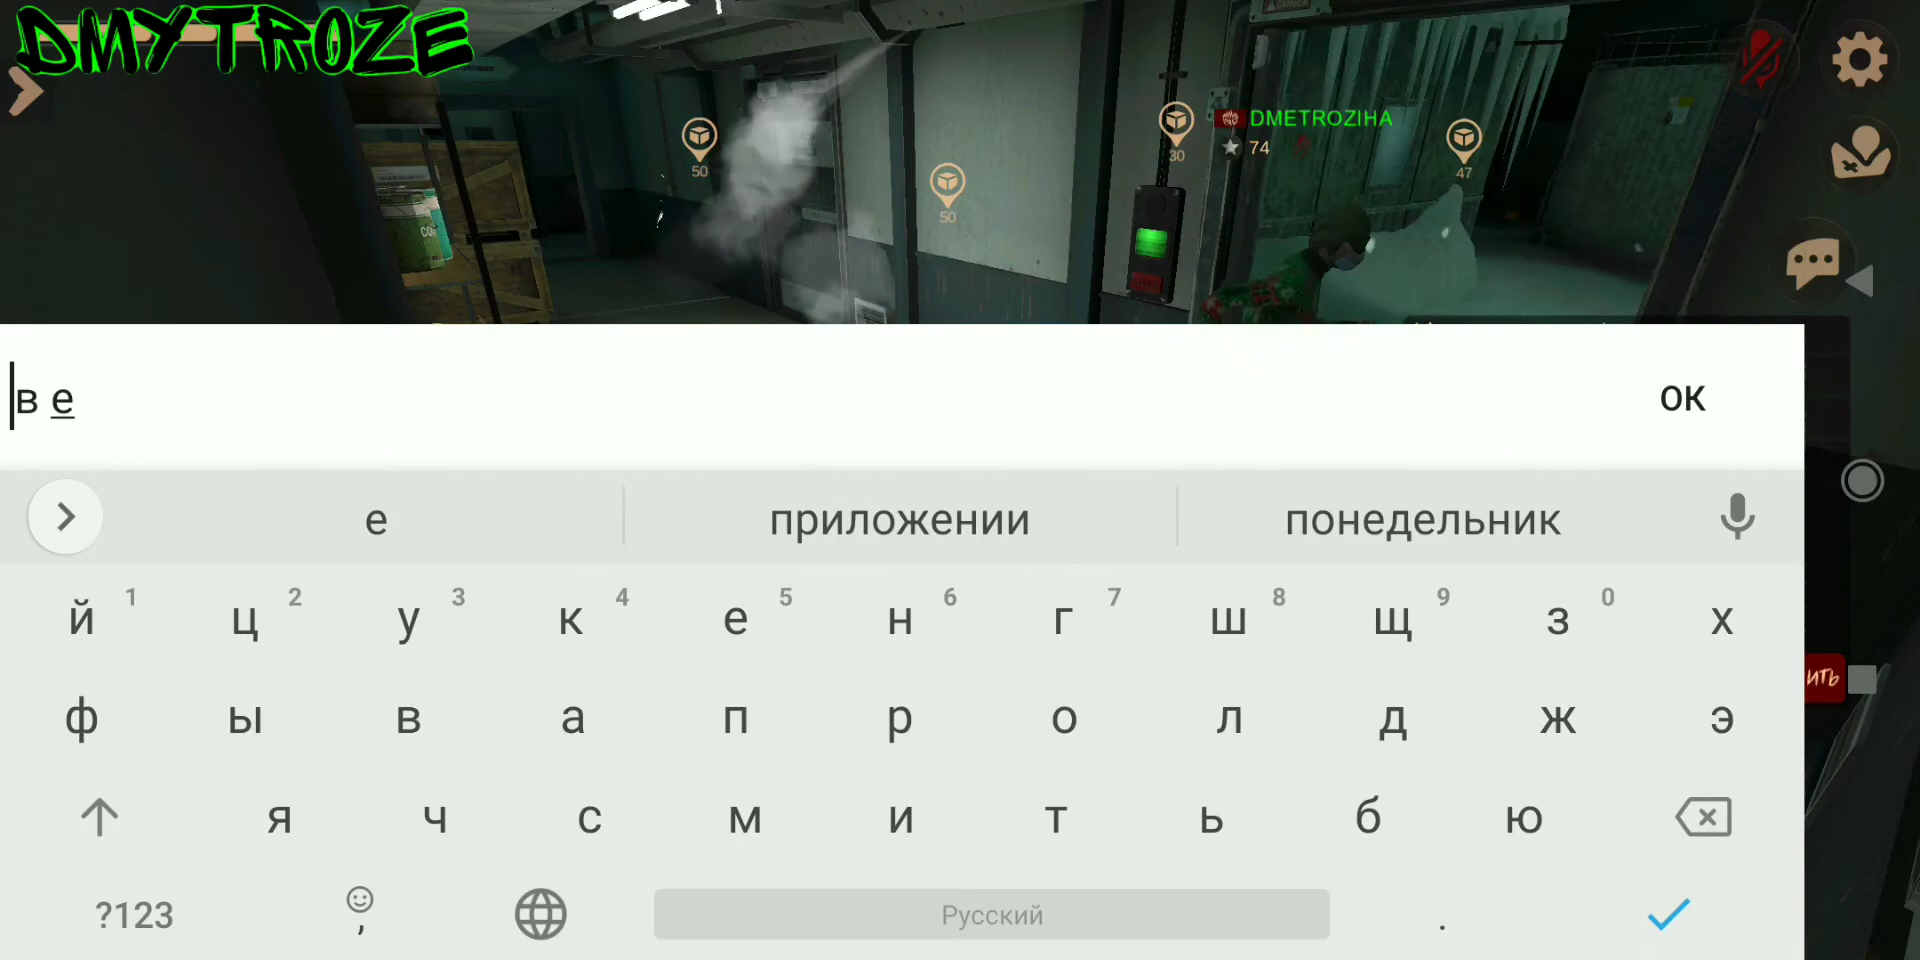 DMYTROZE
50
50
30
DMETROZIHA
74
47
в е
ОК
е
приложении
понедельник
й 1 ц 2 у 3 к 4 е 5 н 6 г 7 ш 8 щ 9 з 0 х
ф ы в а п р о л д ж э
ить
я ч с м и т ь б ю
?123 , Русский .